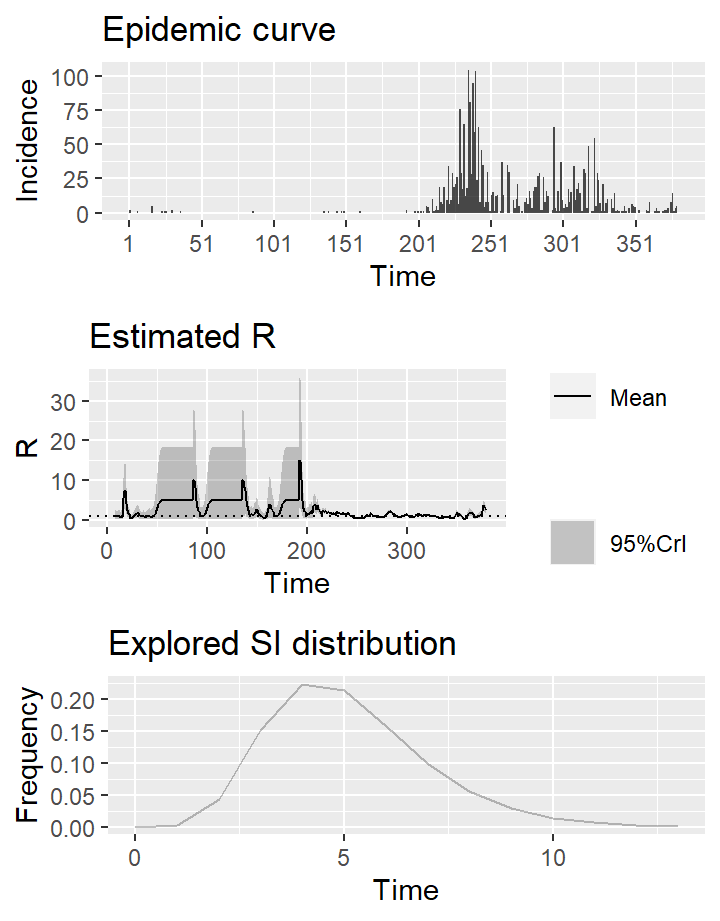 Epidemic curve
Incidence
100
75
50
25
0
1 51 101 151 201 251 301 351
Time
Estimated R
R
30
20
10
0
0 100 200 300
Time
Mean
95%CrI
Explored SI distribution
Frequency
0.20
0.15
0.10
0.05
0.00
0 5 10
Time